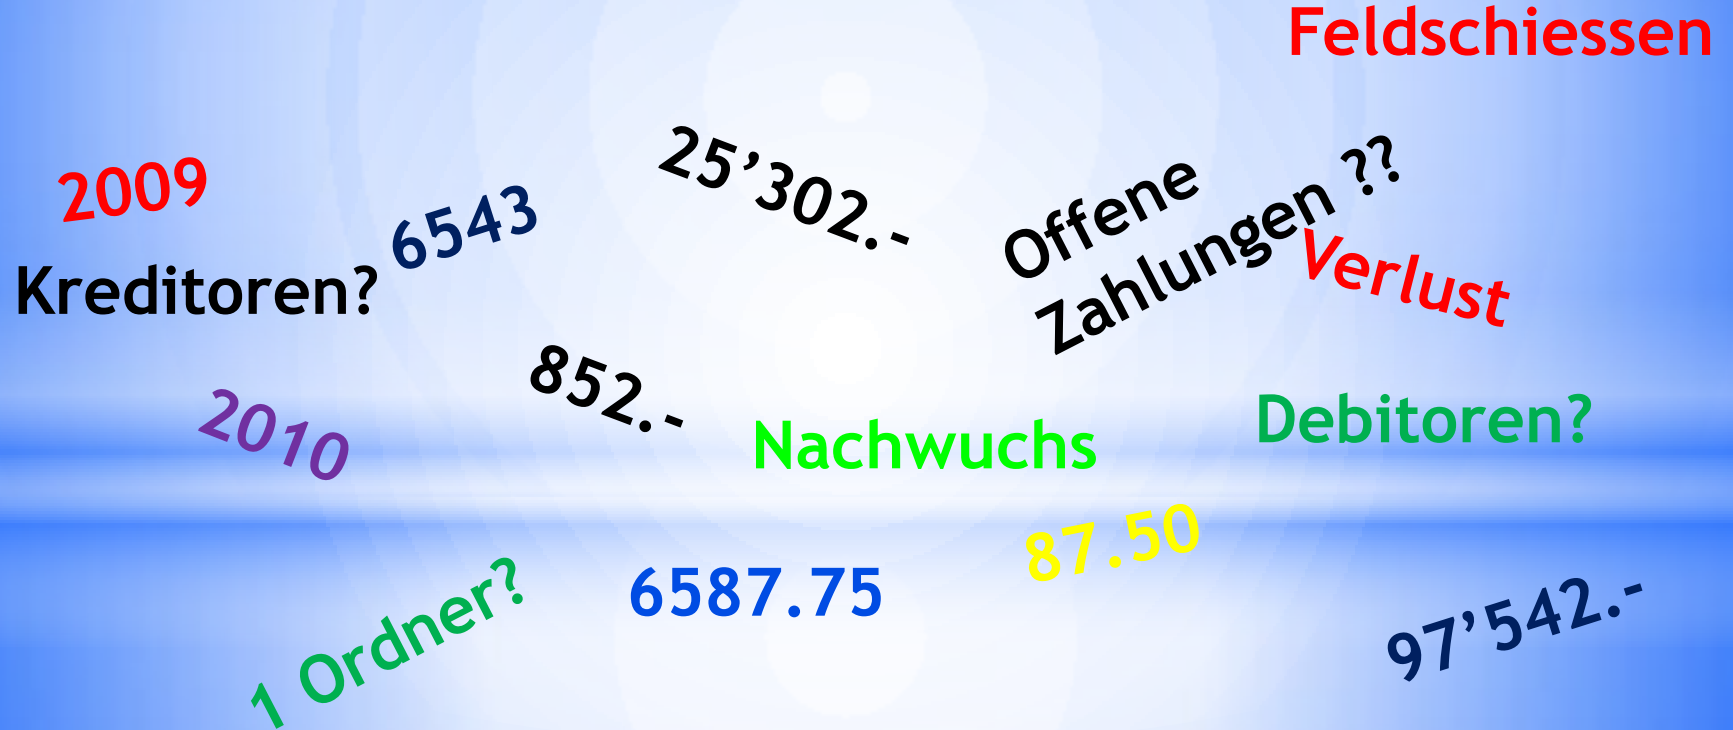 Feldschiessen
2009
6543
25’302.-
Offene
Zahlungen ??
Kreditoren?
Verlust
2010
852.-
Nachwuchs
Debitoren?
1 Ordner?
6587.75
87.50
97’542.-